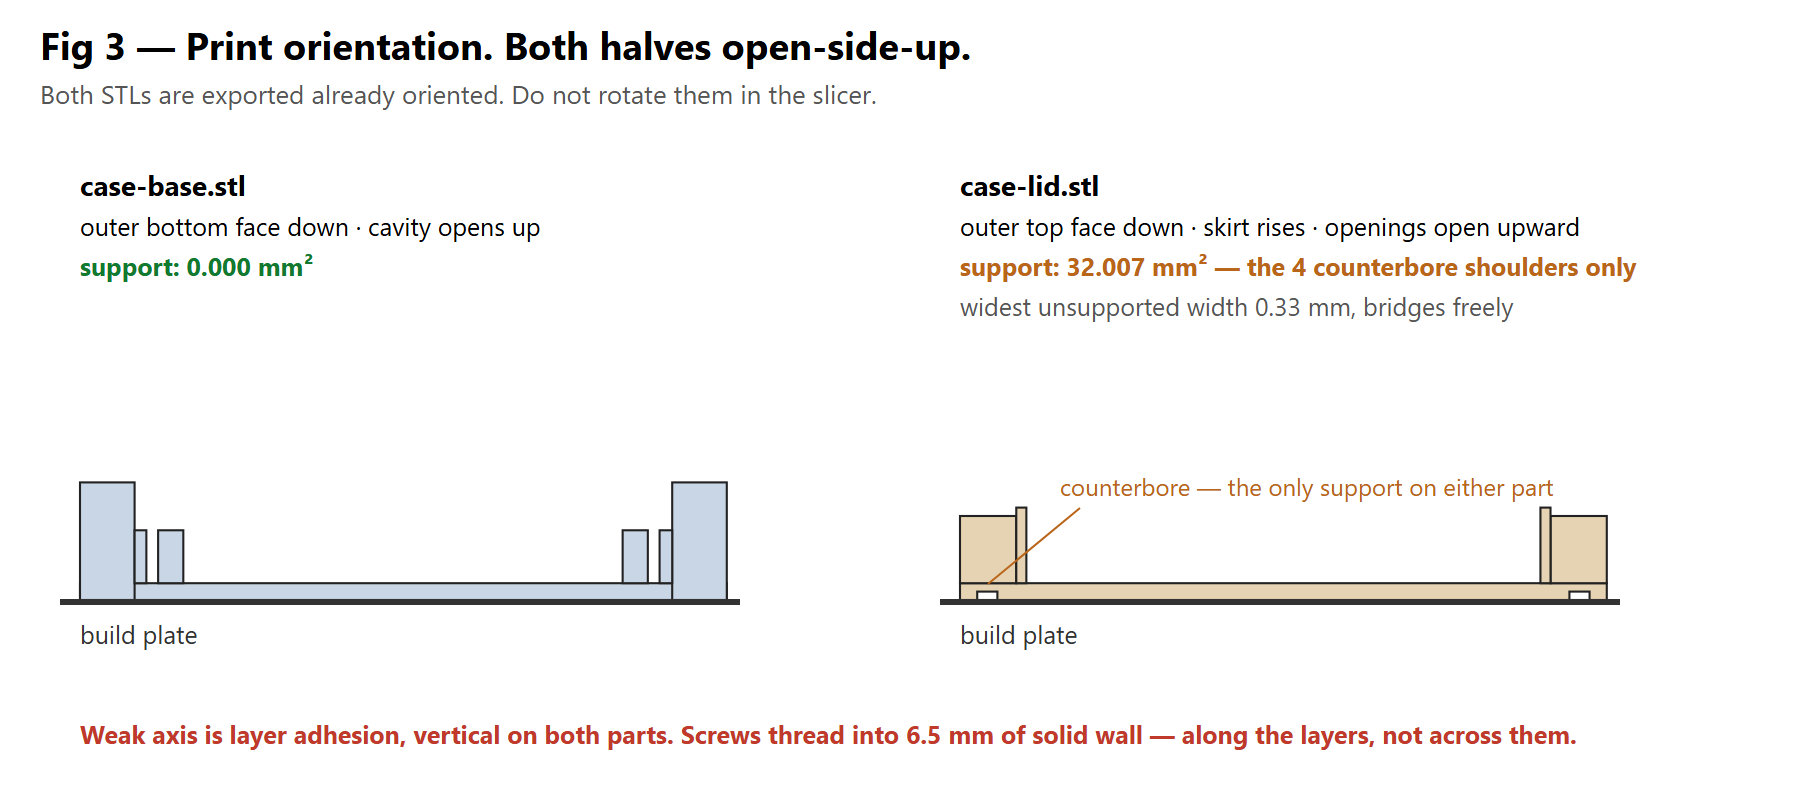 Fig 3 — Print orientation. Both halves open-side-up.
Both STLs are exported already oriented. Do not rotate them in the slicer.
case-base.stl
outer bottom face down · cavity opens up
support: 0.000 mm²
case-lid.stl
outer top face down · skirt rises · openings open upward
support: 32.007 mm² — the 4 counterbore shoulders only
widest unsupported width 0.33 mm, bridges freely
counterbore — the only support on either part
build plate
build plate
Weak axis is layer adhesion, vertical on both parts. Screws thread into 6.5 mm of solid wall — along the layers, not across them.